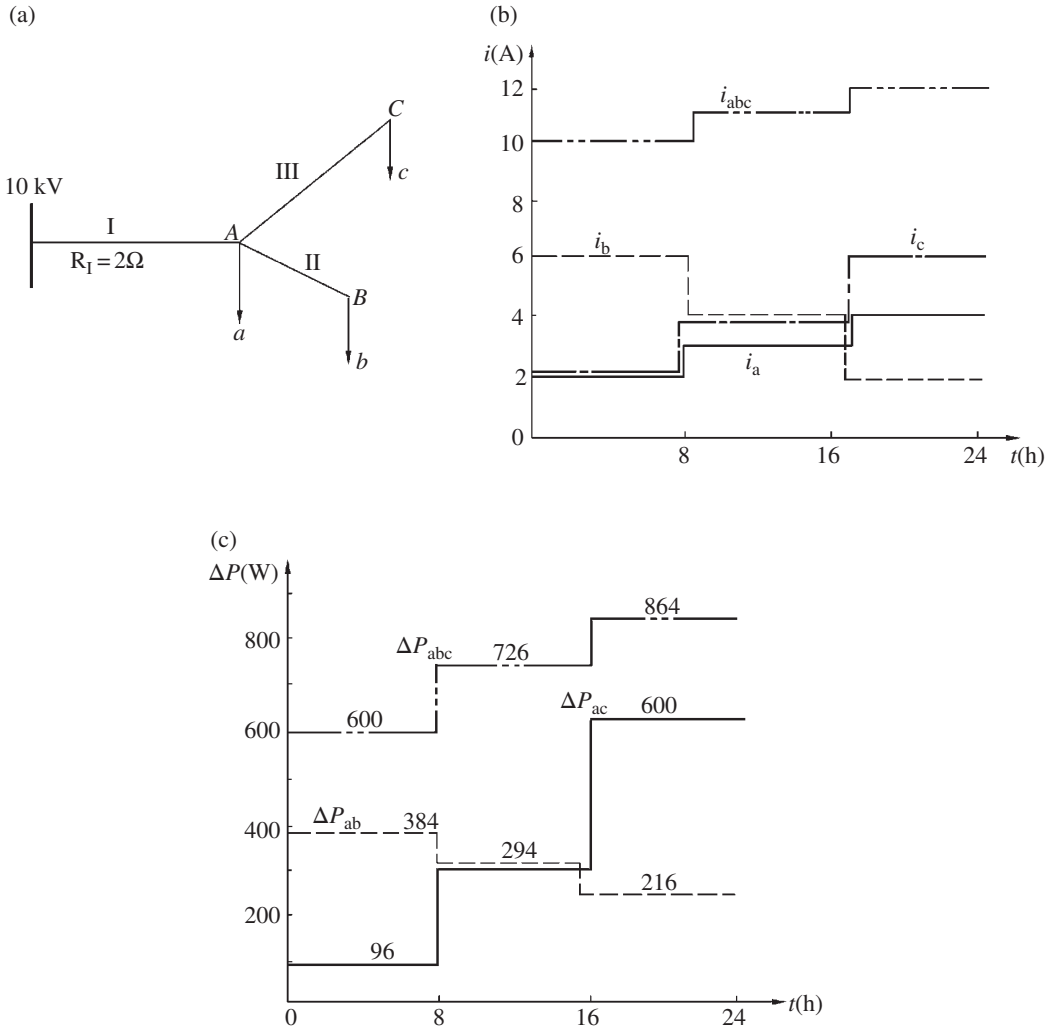 (a)
10 kV
I
R_I = 2Ω
A
a
III
II
C
c
B
b
(b)
i(A)
12
10
8
6
4
2
0
i_abc
i_b
i_c
i_a
8
16
24
t(h)
(c)
ΔP(W)
800
600
400
200
0
ΔP_abc
600
726
864
ΔP_ac
600
ΔP_ab
384
294
216
96
8
16
24
t(h)